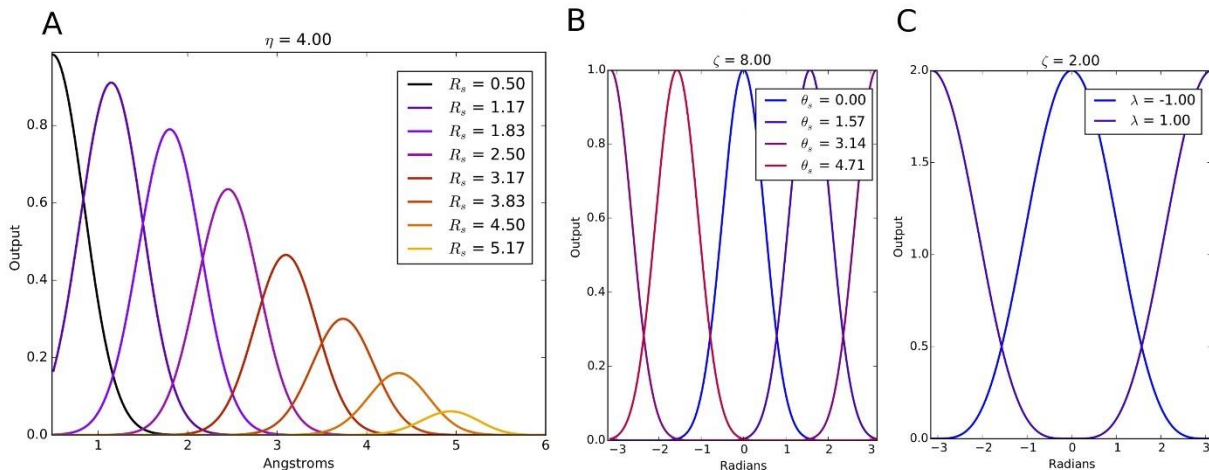 A
η = 4.00
Output
0.8
0.6
0.4
0.2
0.0
1
2
3
4
5
6
Angstroms
R_s = 0.50
R_s = 1.17
R_s = 1.83
R_s = 2.50
R_s = 3.17
R_s = 3.83
R_s = 4.50
R_s = 5.17
B
ζ = 8.00
Output
1.0
0.8
0.6
0.4
0.2
0.0
−3
−2
−1
0
1
2
3
Radians
θ_s = 0.00
θ_s = 1.57
θ_s = 3.14
θ_s = 4.71
C
ζ = 2.00
Output
2.0
1.5
1.0
0.5
0.0
−3
−2
−1
0
1
2
3
Radians
λ = -1.00
λ = 1.00